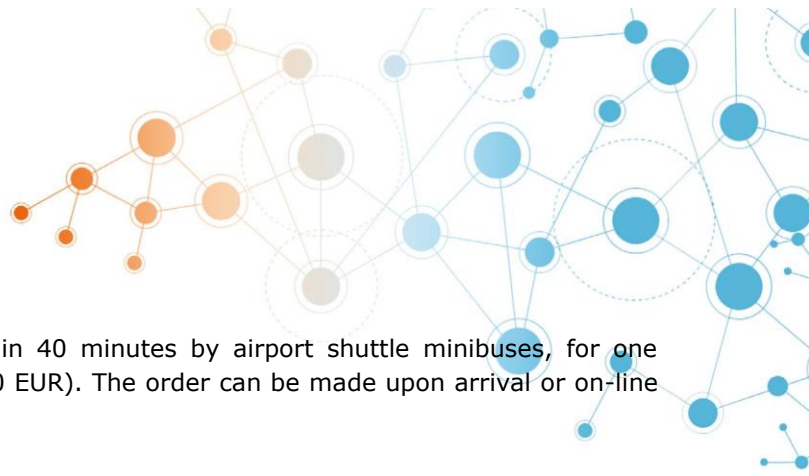 in 40 minutes by airport shuttle minibuses, for one
0 EUR). The order can be made upon arrival or on-line